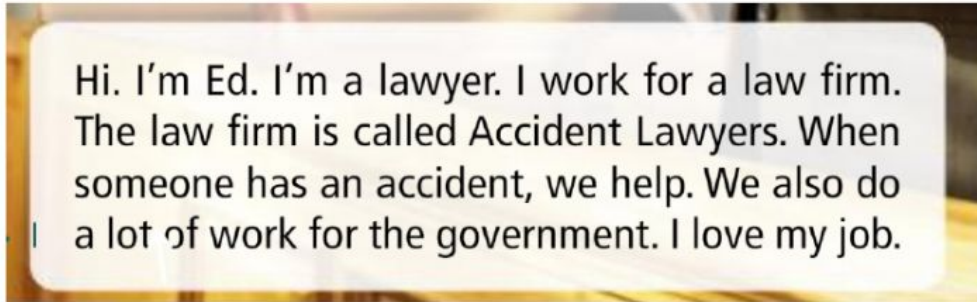 Hi. I'm Ed. I'm a lawyer. I work for a law firm.
The law firm is called Accident Lawyers. When
someone has an accident, we help. We also do
a lot of work for the government. I love my job.